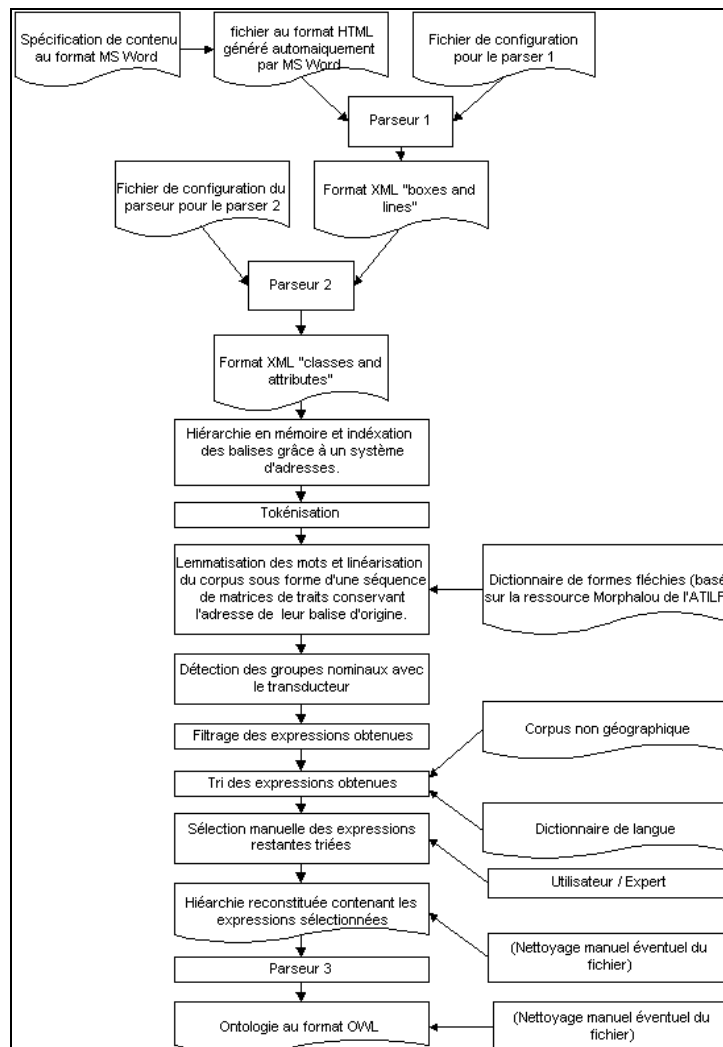 Spécification de contenu
au format MS Word
fichier au format HTML
généré automaiquement
par MS Word
Fichier de configuration
pour le parser 1
Parseur 1
Fichier de configuration du
parseur pour le parser 2
Format XML "boxes and
lines"
Parseur 2
Format XML "classes and
attributes"
Hiérarchie en mémoire et indéxation
des balises grâce à un système
d'adresses.
Tokénisation
Lemmatisation des mots et linéarisation
du corpus sous forme d'une séquence
de matrices de traits conservant
l'adresse de leur balise d'origine.
Dictionnaire de formes fléchies (basé
sur la ressource Morphalou de l'ATILF
Détection des groupes nominaux avec
le transducteur
Filtrage des expressions obtenues
Corpus non géographique
Tri des expressions obtenues
Dictionnaire de langue
Sélection manuelle des expressions
restantes triées
Utilisateur / Expert
Hiéarchie reconstituée contenant les
expressions sélectionnées
(Nettoyage manuel éventuel du
fichier)
Parseur 3
Ontologie au format OWL
(Nettoyage manuel éventuel du
fichier)